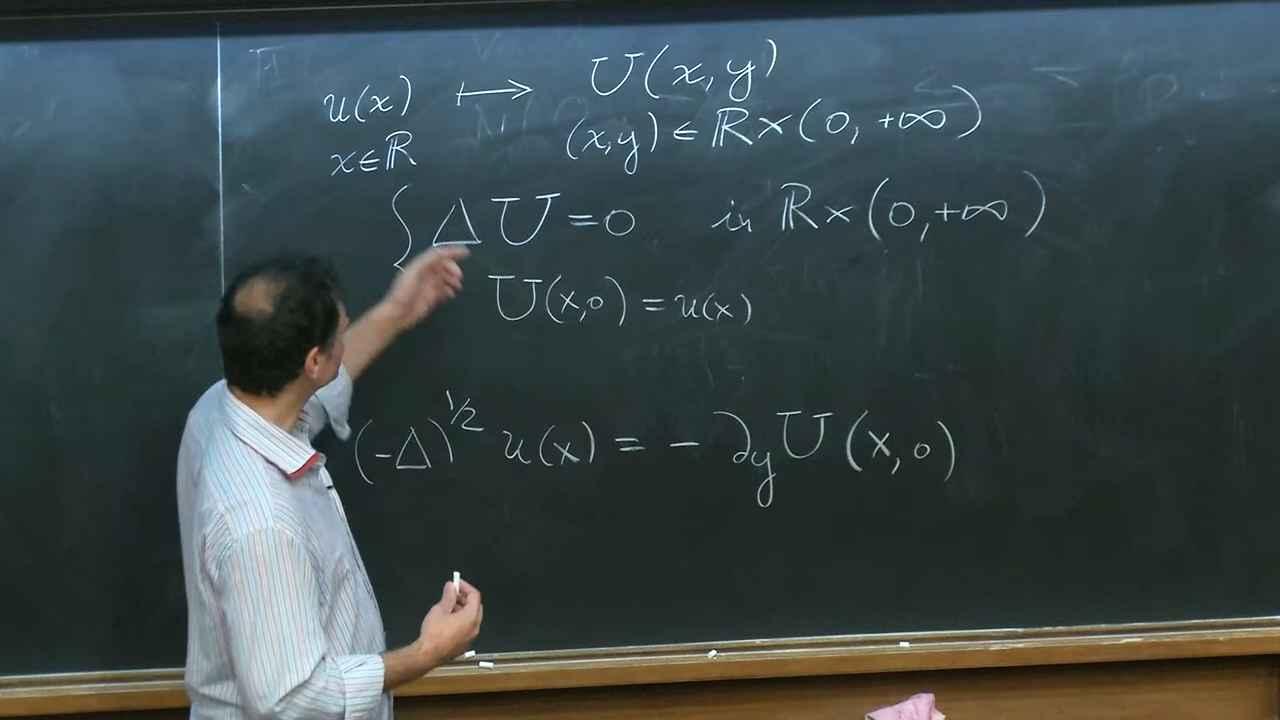 u(x) ⟼ U(x,y)
x∈ℝ (x,y)∈ℝ×(0,+∞)
{ ΔU=0 in ℝ×(0,+∞)
U(x,0)=u(x)
(-Δ)^{1/2} u(x) = - ∂_y U(x,0)